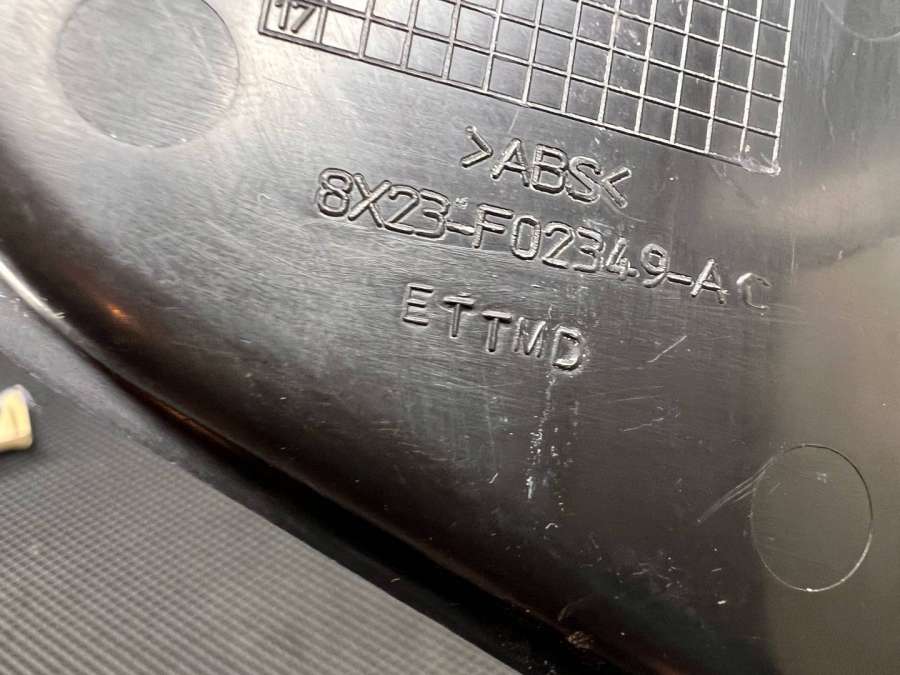 17
>ABS<
8X23-F02349-AC
ETTMD